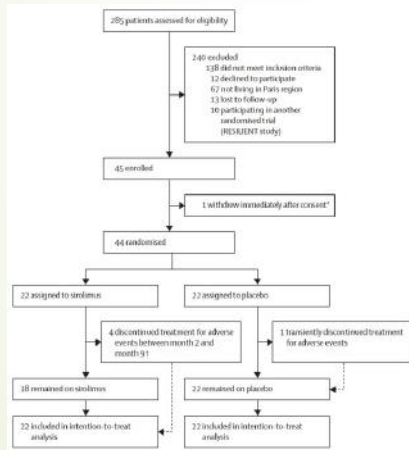 285 patients assessed for eligibility
240 excluded
138 did not meet inclusion criteria
12 declined to participate
67 not living in Paris region
13 lost to follow-up
10 participating in another
randomised trial
(RESILIENT study)
45 enrolled
1 withdrew immediately after consent*
44 randomised
22 assigned to sirolimus
22 assigned to placebo
4 discontinued treatment for adverse
events between month 2 and
month 9†
1 transiently discontinued treatment
for adverse events
18 remained on sirolimus
22 remained on placebo
22 included in intention-to-treat
analysis
22 included in intention-to-treat
analysis